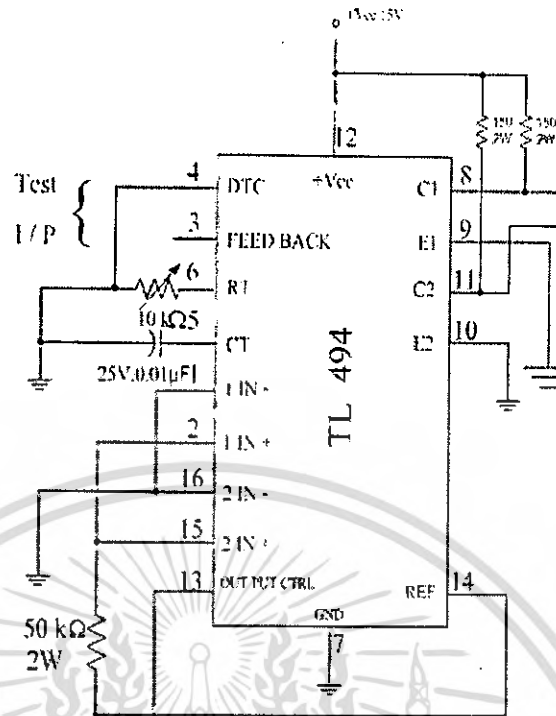 +Vcc 15V
150
2W
150
2W
12
Test
I / P
4
DTC
+Vcc
C1
8
3
FEED BACK
E1
9
6
RT
C2
11
10 kΩ
5
CT
E2
10
25V,0.01µF
1 IN -
2
1 IN +
TL 494
16
2 IN -
15
2 IN +
13
OUT PUT CTRL
REF
14
GND
7
50 kΩ
2W